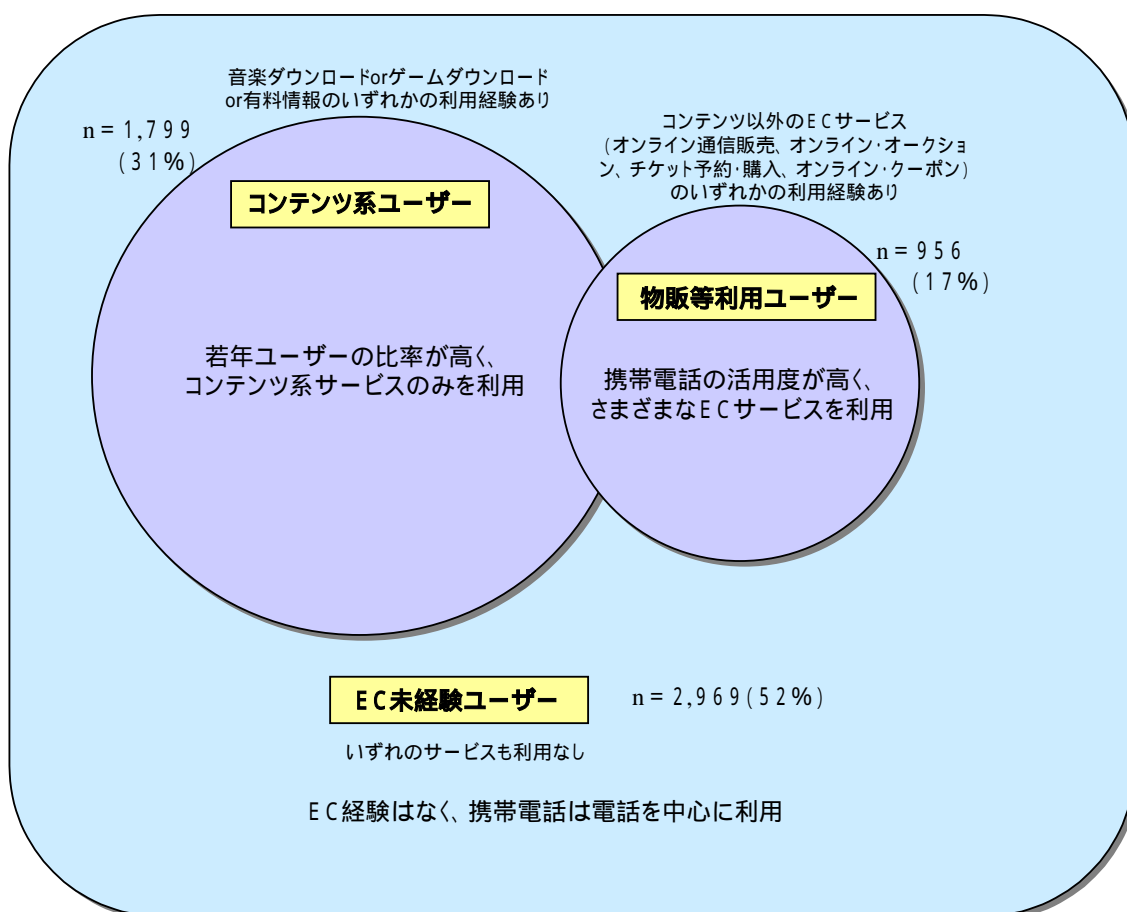 音楽ダウンロードorゲームダウンロード
or有料情報のいずれかの利用経験あり
n = 1,799
(31%)
コンテンツ系ユーザー
若年ユーザーの比率が高く、
コンテンツ系サービスのみを利用
コンテンツ以外のECサービス
(オンライン通信販売、オンライン・オークショ
ン、チケット予約・購入、オンライン・クーポン)
のいずれかの利用経験あり
n = 956
(17%)
物販等利用ユーザー
携帯電話の活用度が高く、
さまざまなECサービスを利用
EC未経験ユーザー
n = 2,969(52%)
いずれのサービスも利用なし
EC経験はなく、携帯電話は電話を中心に利用